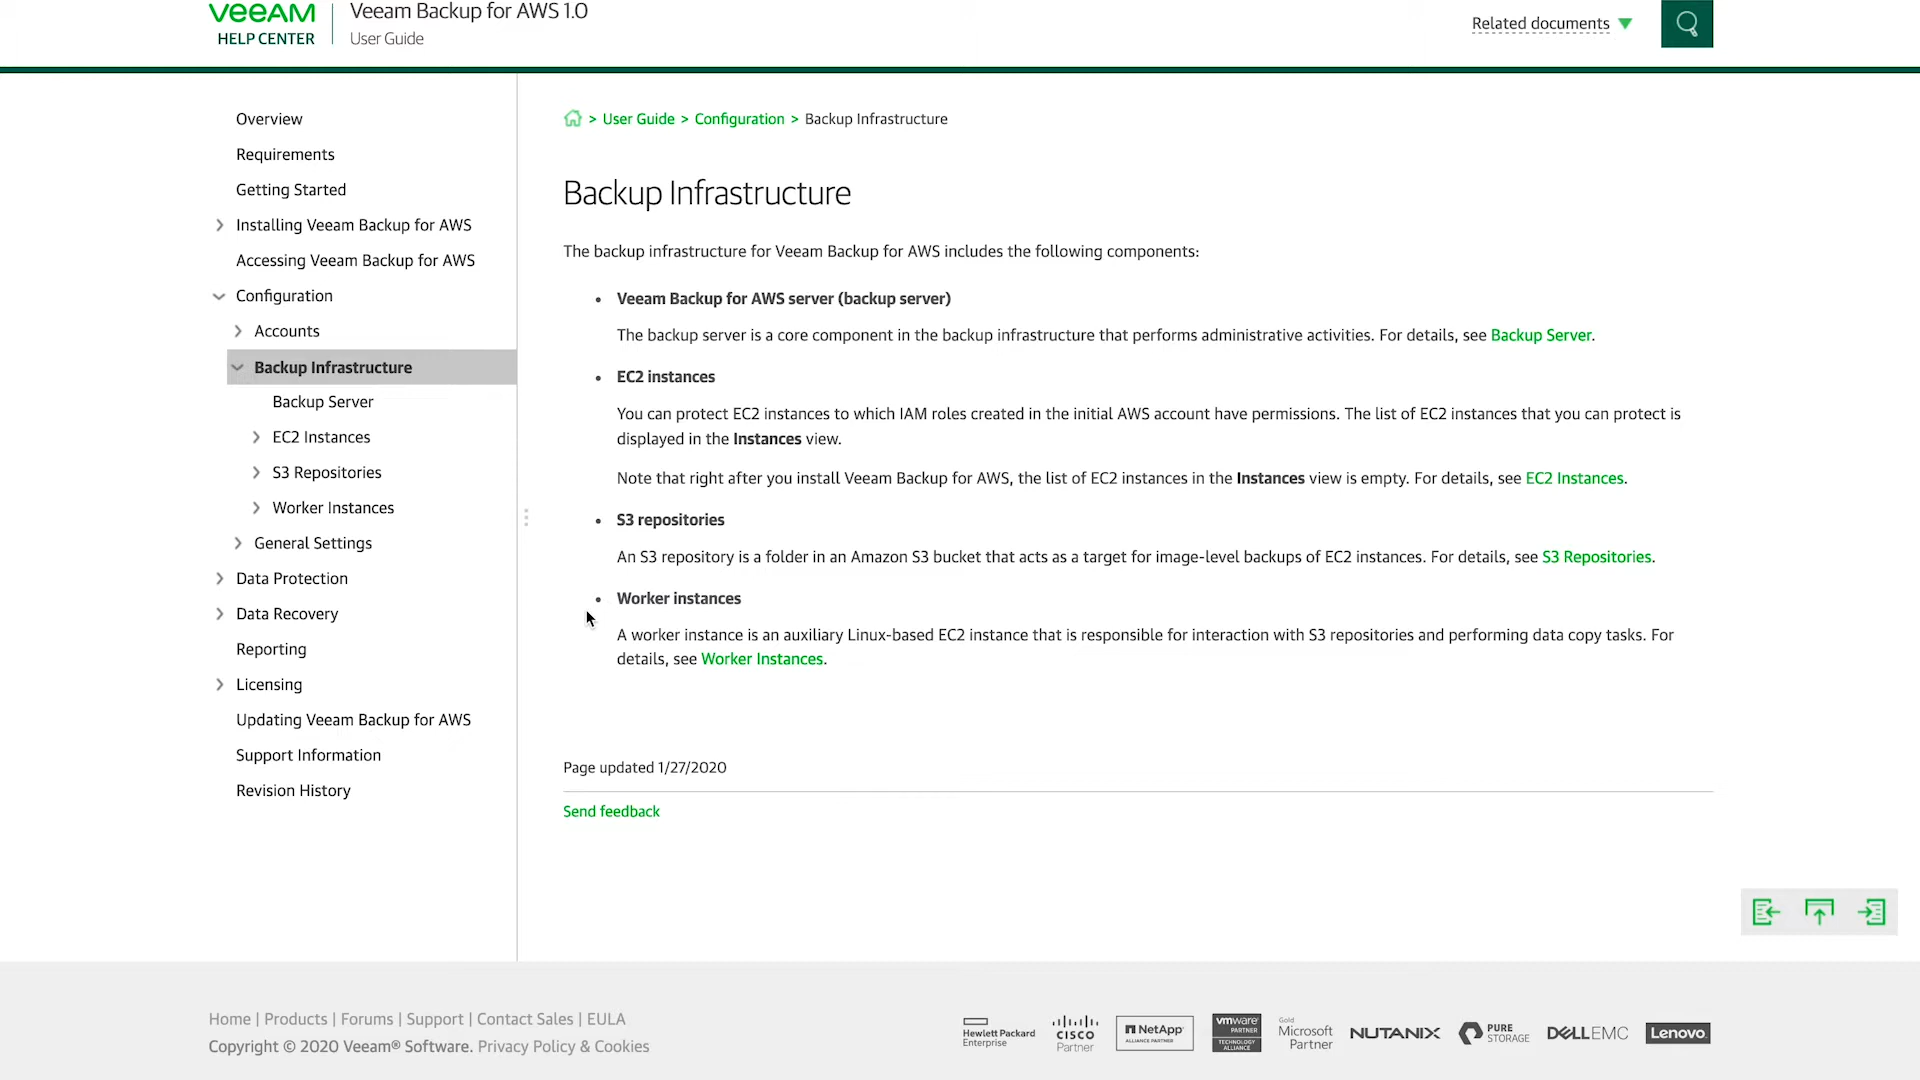 veeam
HELP CENTER
Veeam Backup for AWS 1.0
User Guide
Related documents
Overview
Requirements
Getting Started
Installing Veeam Backup for AWS
Accessing Veeam Backup for AWS
Configuration
Accounts
Backup Infrastructure
Backup Server
EC2 Instances
S3 Repositories
Worker Instances
General Settings
Data Protection
Data Recovery
Reporting
Licensing
Updating Veeam Backup for AWS
Support Information
Revision History
> User Guide > Configuration > Backup Infrastructure
Backup Infrastructure
The backup infrastructure for Veeam Backup for AWS includes the following components:
• Veeam Backup for AWS server (backup server)
The backup server is a core component in the backup infrastructure that performs administrative activities. For details, see Backup Server.
• EC2 instances
You can protect EC2 instances to which IAM roles created in the initial AWS account have permissions. The list of EC2 instances that you can protect is
displayed in the Instances view.
Note that right after you install Veeam Backup for AWS, the list of EC2 instances in the Instances view is empty. For details, see EC2 Instances.
• S3 repositories
An S3 repository is a folder in an Amazon S3 bucket that acts as a target for image-level backups of EC2 instances. For details, see S3 Repositories.
• Worker instances
A worker instance is an auxiliary Linux-based EC2 instance that is responsible for interaction with S3 repositories and performing data copy tasks. For
details, see Worker Instances.
Page updated 1/27/2020
Send feedback
Home | Products | Forums | Support | Contact Sales | EULA
Copyright © 2020 Veeam® Software. Privacy Policy & Cookies
Hewlett Packard
Enterprise
CISCO
Partner
NetApp
ALLIANCE PARTNER
vmware
PARTNER
TECHNOLOGY
ALLIANCE
Gold
Microsoft
Partner
NUTANIX
PURE
STORAGE
DELLEMC
Lenovo